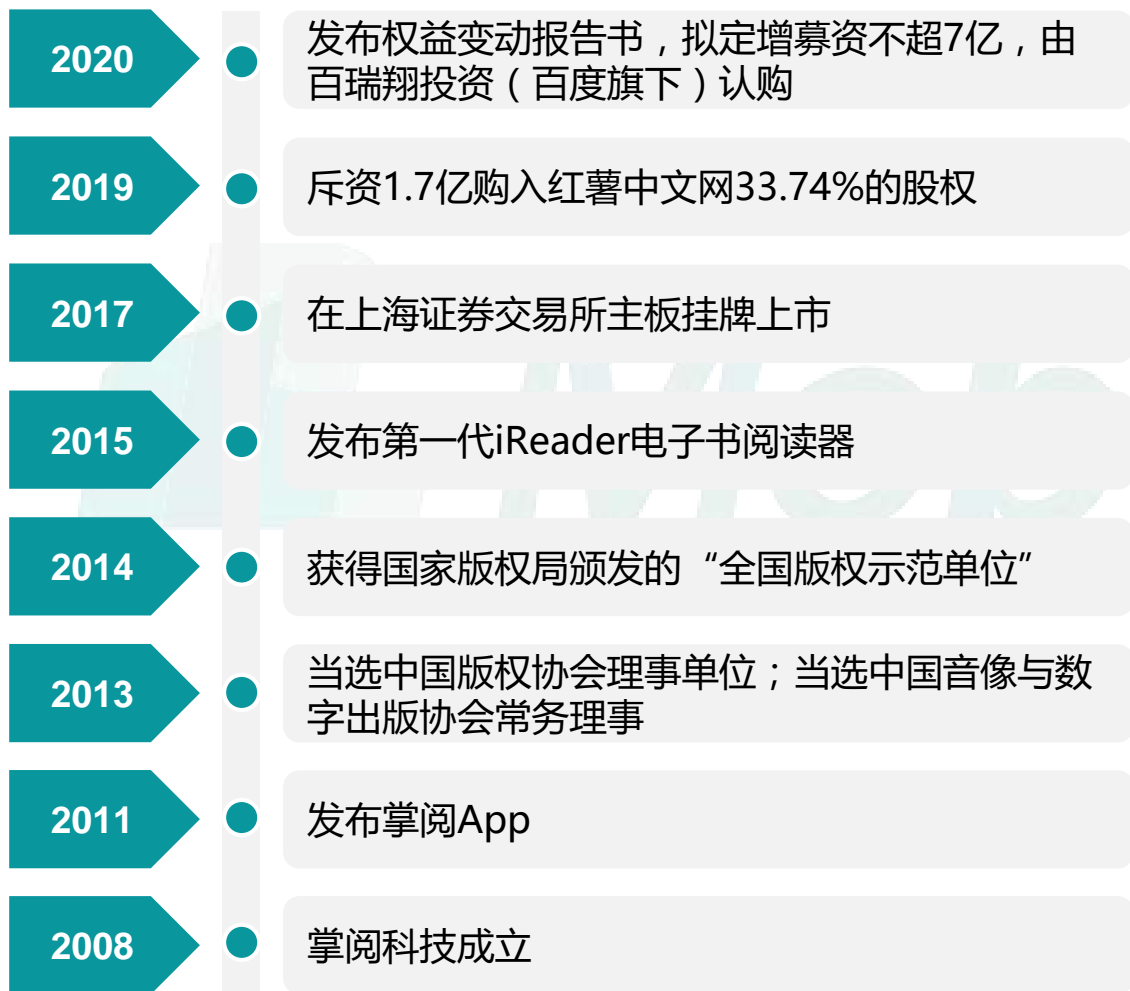 2020
发布权益变动报告书，拟定增募资不超7亿，由
百瑞翔投资（百度旗下）认购
2019
斥资1.7亿购入红薯中文网33.74%的股权
2017
在上海证券交易所主板挂牌上市
2015
发布第一代iReader电子书阅读器
2014
获得国家版权局颁发的“全国版权示范单位”
2013
当选中国版权协会理事单位；当选中国音像与数
字出版协会常务理事
2011
发布掌阅App
2008
掌阅科技成立
Mob